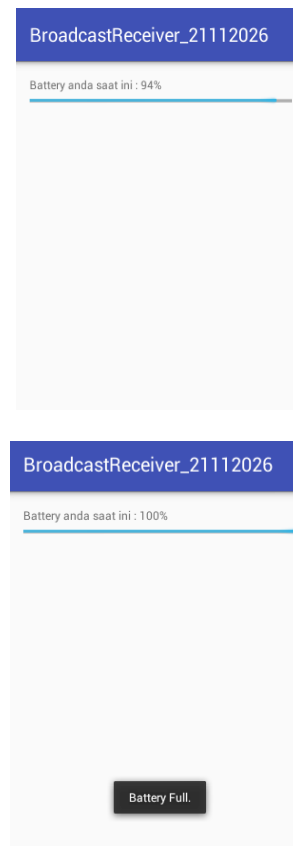 BroadcastReceiver_21112026
Battery anda saat ini : 94%
BroadcastReceiver_21112026
Battery anda saat ini : 100%
Battery Full.